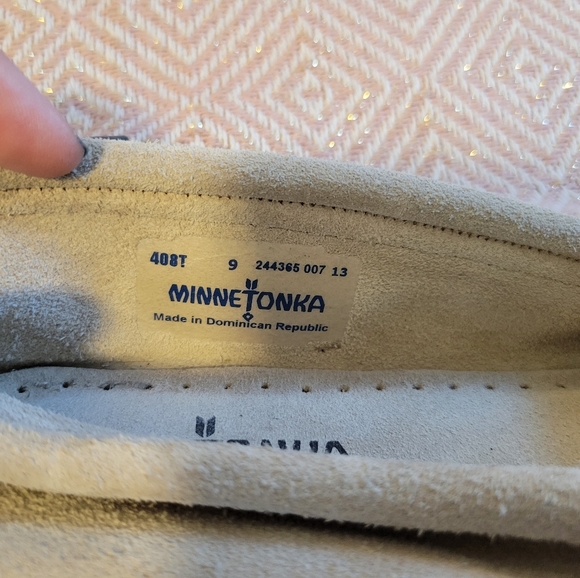 408T 9 244365 007 13
MINNETONKA
Made in Dominican Republic